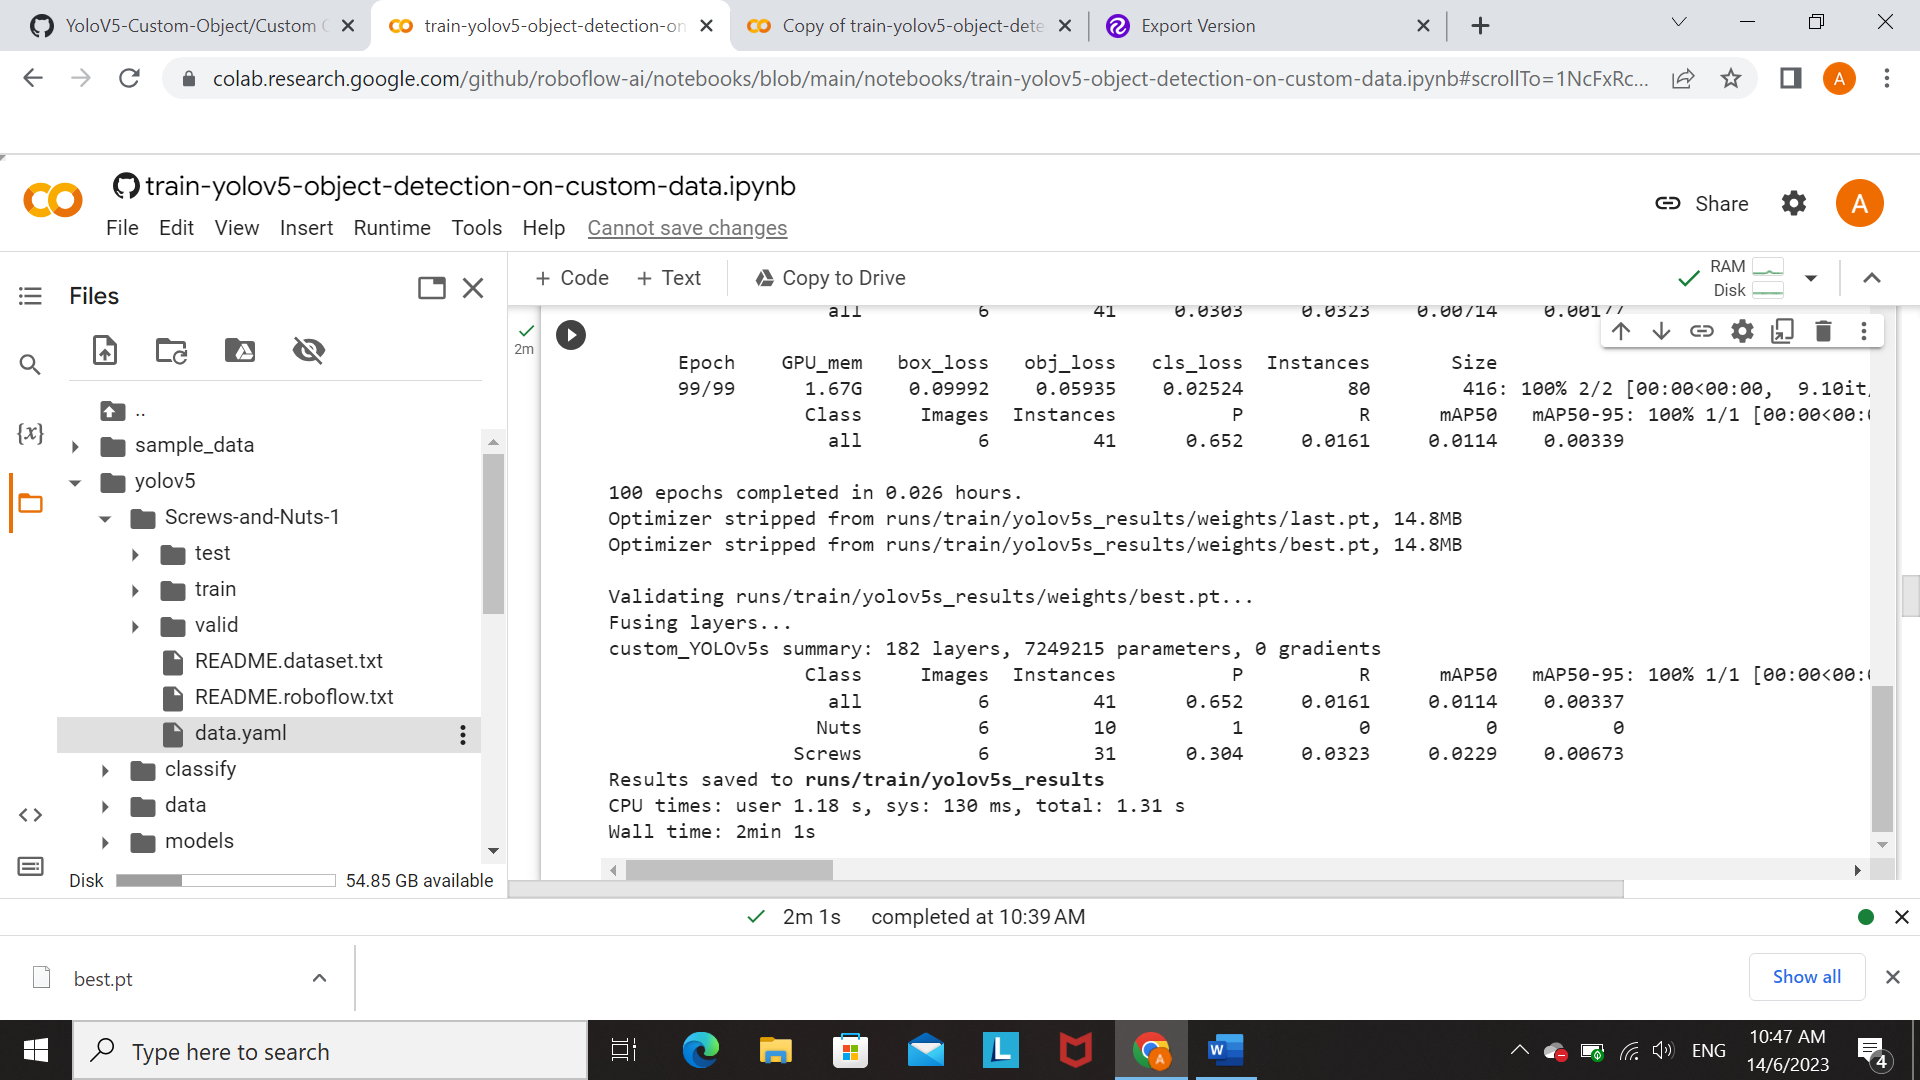 YoloV5-Custom-Object/Custom
train-yolov5-object-detection-on
Copy of train-yolov5-object-dete
Export Version
colab.research.google.com/github/roboflow-ai/notebooks/blob/main/notebooks/train-yolov5-object-detection-on-custom-data.ipynb#scrollTo=1NcFxRc...
A
train-yolov5-object-detection-on-custom-data.ipynb
Share
A
File Edit View Insert Runtime Tools Help Cannot save changes
Files
+ Code + Text Copy to Drive
RAM
Disk
..
sample_data
yolov5
Screws-and-Nuts-1
test
train
valid
README.dataset.txt
README.roboflow.txt
data.yaml
classify
data
models
Disk 54.85 GB available
{x}
<>
2m
all 6 41 0.0303 0.0323 0.00714 0.00177
Epoch GPU_mem box_loss obj_loss cls_loss Instances Size
99/99 1.67G 0.09992 0.05935 0.02524 80 416: 100% 2/2 [00:00<00:00, 9.10it/
Class Images Instances P R mAP50 mAP50-95: 100% 1/1 [00:00<00:0
all 6 41 0.652 0.0161 0.0114 0.00339
100 epochs completed in 0.026 hours.
Optimizer stripped from runs/train/yolov5s_results/weights/last.pt, 14.8MB
Optimizer stripped from runs/train/yolov5s_results/weights/best.pt, 14.8MB
Validating runs/train/yolov5s_results/weights/best.pt...
Fusing layers...
custom_YOLOv5s summary: 182 layers, 7249215 parameters, 0 gradients
Class Images Instances P R mAP50 mAP50-95: 100% 1/1 [00:00<00:0
all 6 41 0.652 0.0161 0.0114 0.00337
Nuts 6 10 1 0 0 0
Screws 6 31 0.304 0.0323 0.0229 0.00673
Results saved to runs/train/yolov5s_results
CPU times: user 1.18 s, sys: 130 ms, total: 1.31 s
Wall time: 2min 1s
2m 1s completed at 10:39 AM
best.pt
Show all
Type here to search
L
A
W
ENG
10:47 AM
14/6/2023
4